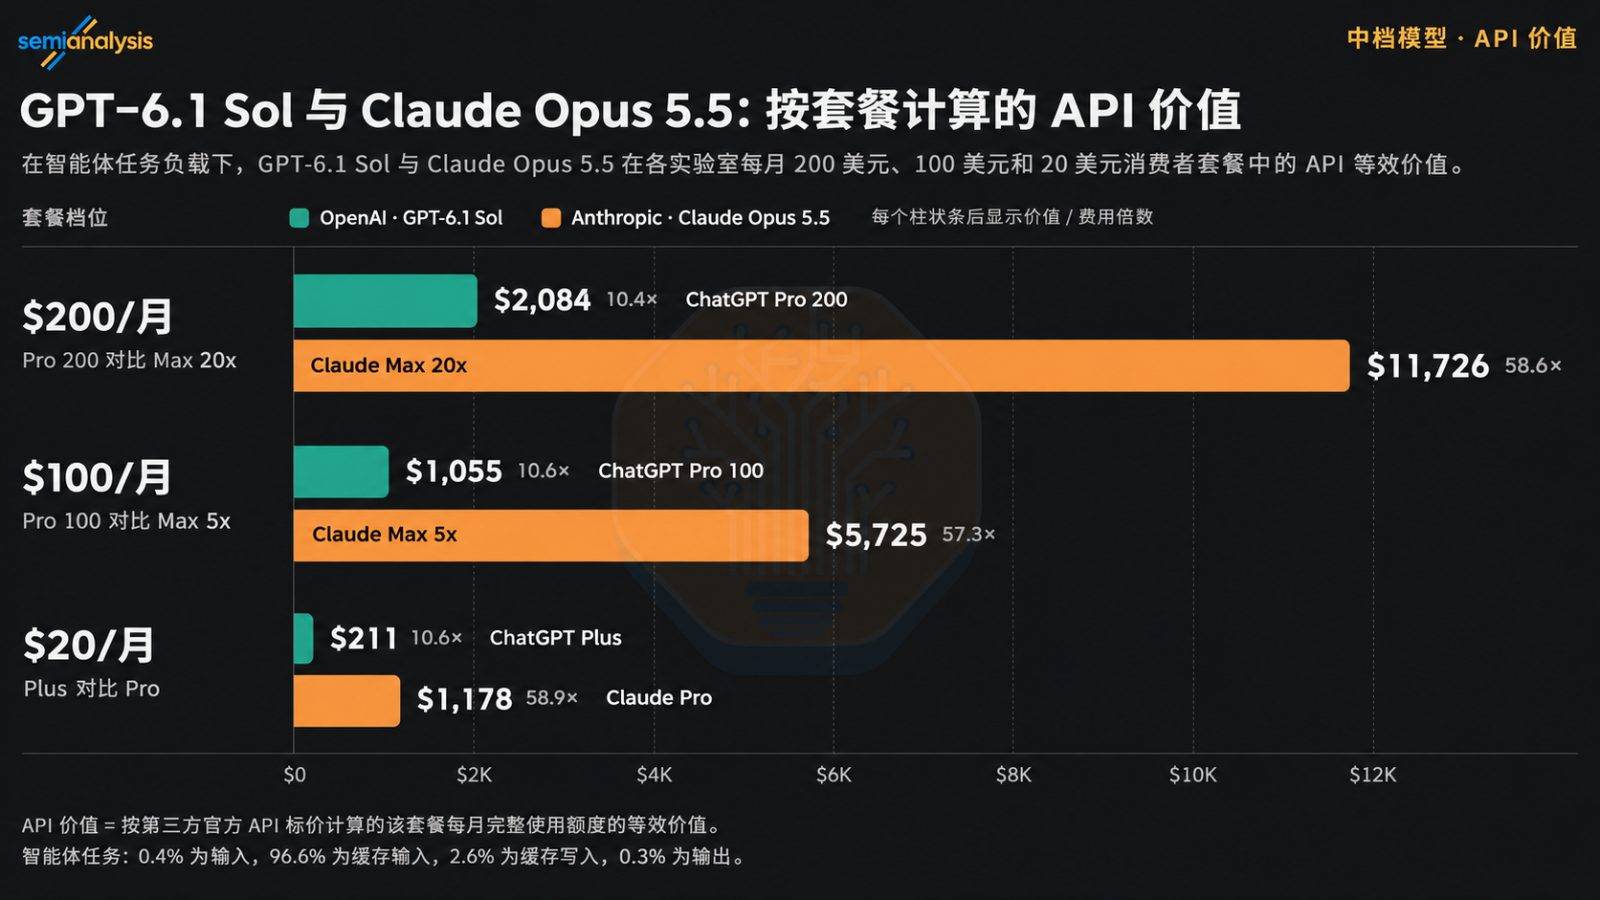 semianalysis
中档模型 · API 价值
GPT-6.1 Sol 与 Claude Opus 5.5: 按套餐计算的 API 价值
在智能体任务负载下，GPT-6.1 Sol 与 Claude Opus 5.5 在各实验室每月 200 美元、100 美元和 20 美元消费者套餐中的 API 等效价值。
套餐档位
OpenAI · GPT-6.1 Sol
Anthropic · Claude Opus 5.5
每个柱状条后显示价值 / 费用倍数
$200/月
Pro 200 对比 Max 20x
$2,084 10.4× ChatGPT Pro 200
Claude Max 20x
$11,726 58.6×
$100/月
Pro 100 对比 Max 5x
$1,055 10.6× ChatGPT Pro 100
Claude Max 5x
$5,725 57.3×
$20/月
Plus 对比 Pro
$211 10.6× ChatGPT Plus
$1,178 58.9× Claude Pro
$0 $2K $4K $6K $8K $10K $12K
API 价值 = 按第三方官方 API 标价计算的该套餐每月完整使用额度的等效价值。
智能体任务：0.4% 为输入，96.6% 为缓存输入，2.6% 为缓存写入，0.3% 为输出。